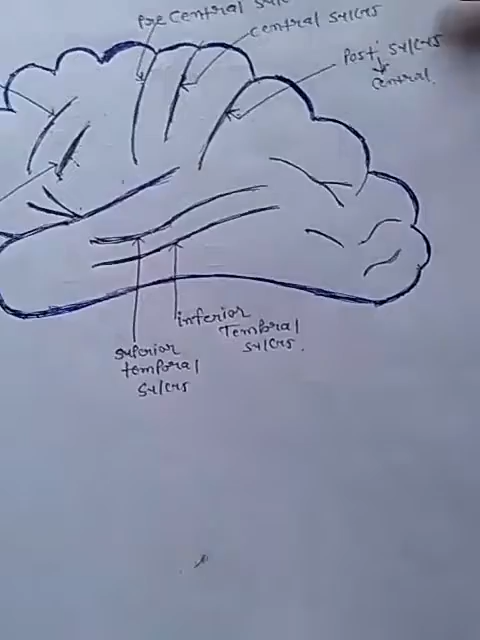 Pre Central Sulc
Central Sulcus
Post Sulcus
Central.
inferior
Temporal
Sulcus.
Superior
temporal
Sulcus